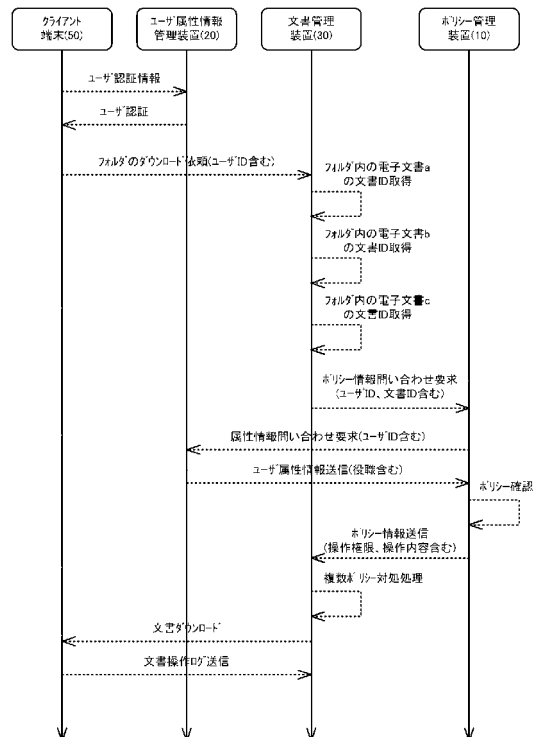 クライアント
端末(50)
ユーザ属性情報
管理装置(20)
文書管理
装置(30)
ポリシー管理
装置(10)
ユーザ認証情報
ユーザ認証
フォルダのダウンロード依頼(ユーザID含む)
フォルダ内の電子文書a
の文書ID取得
フォルダ内の電子文書b
の文書ID取得
フォルダ内の電子文書c
の文書ID取得
ポリシー情報問い合わせ要求
(ユーザID、文書ID含む)
属性情報問い合わせ要求(ユーザID含む)
ユーザ属性情報送信(役職含む)
ポリシー確認
ポリシー情報送信
(操作権限、操作内容含む)
複数ポリシー対処処理
文書ダウンロード
文書操作ログ送信